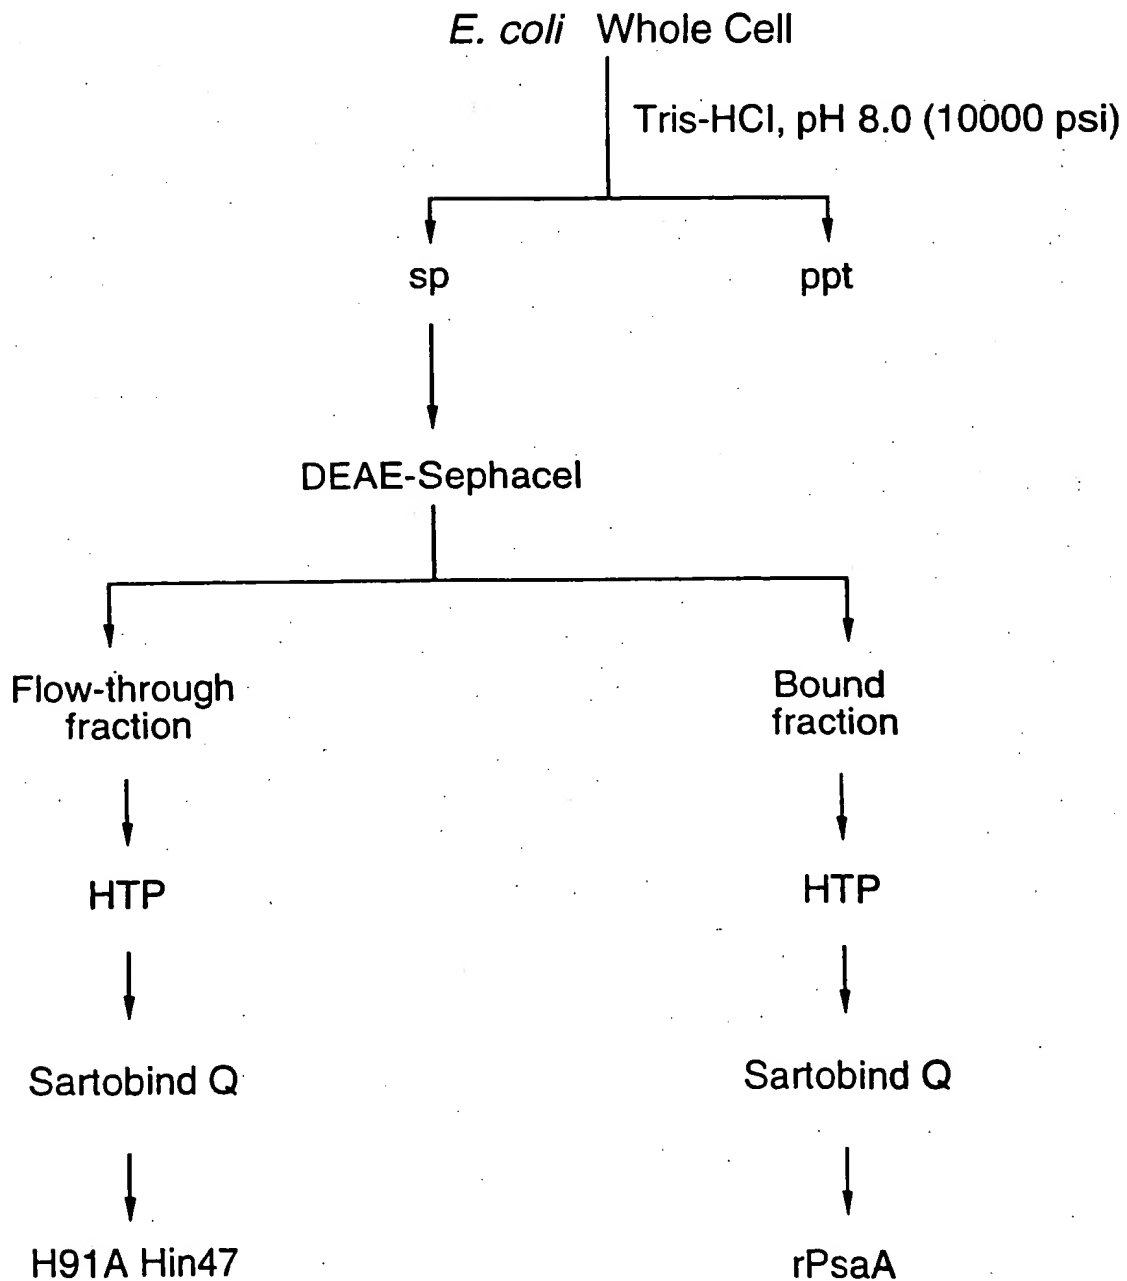 E. coli Whole Cell
Tris-HCl, pH 8.0 (10000 psi)
sp
ppt
DEAE-Sephacel
Flow-through
fraction
Bound
fraction
HTP
HTP
Sartobind Q
Sartobind Q
H91A Hin47
rPsaA